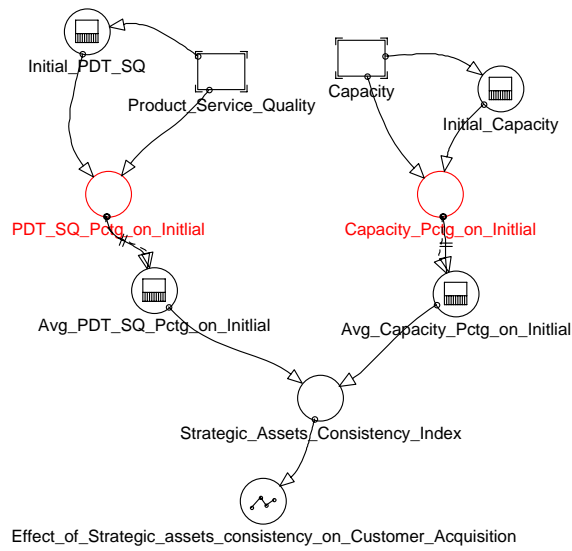 Initial_PDT_SQ
Product_Service_Quality
Capacity
Initial_Capacity
PDT_SQ_Pctg_on_Initlial
Capacity_Pctg_on_Initlial
Avg_PDT_SQ_Pctg_on_Initlial
Avg_Capacity_Pctg_on_Initlial
Strategic_Assets_Consistency_Index
Effect_of_Strategic_assets_consistency_on_Customer_Acquisition